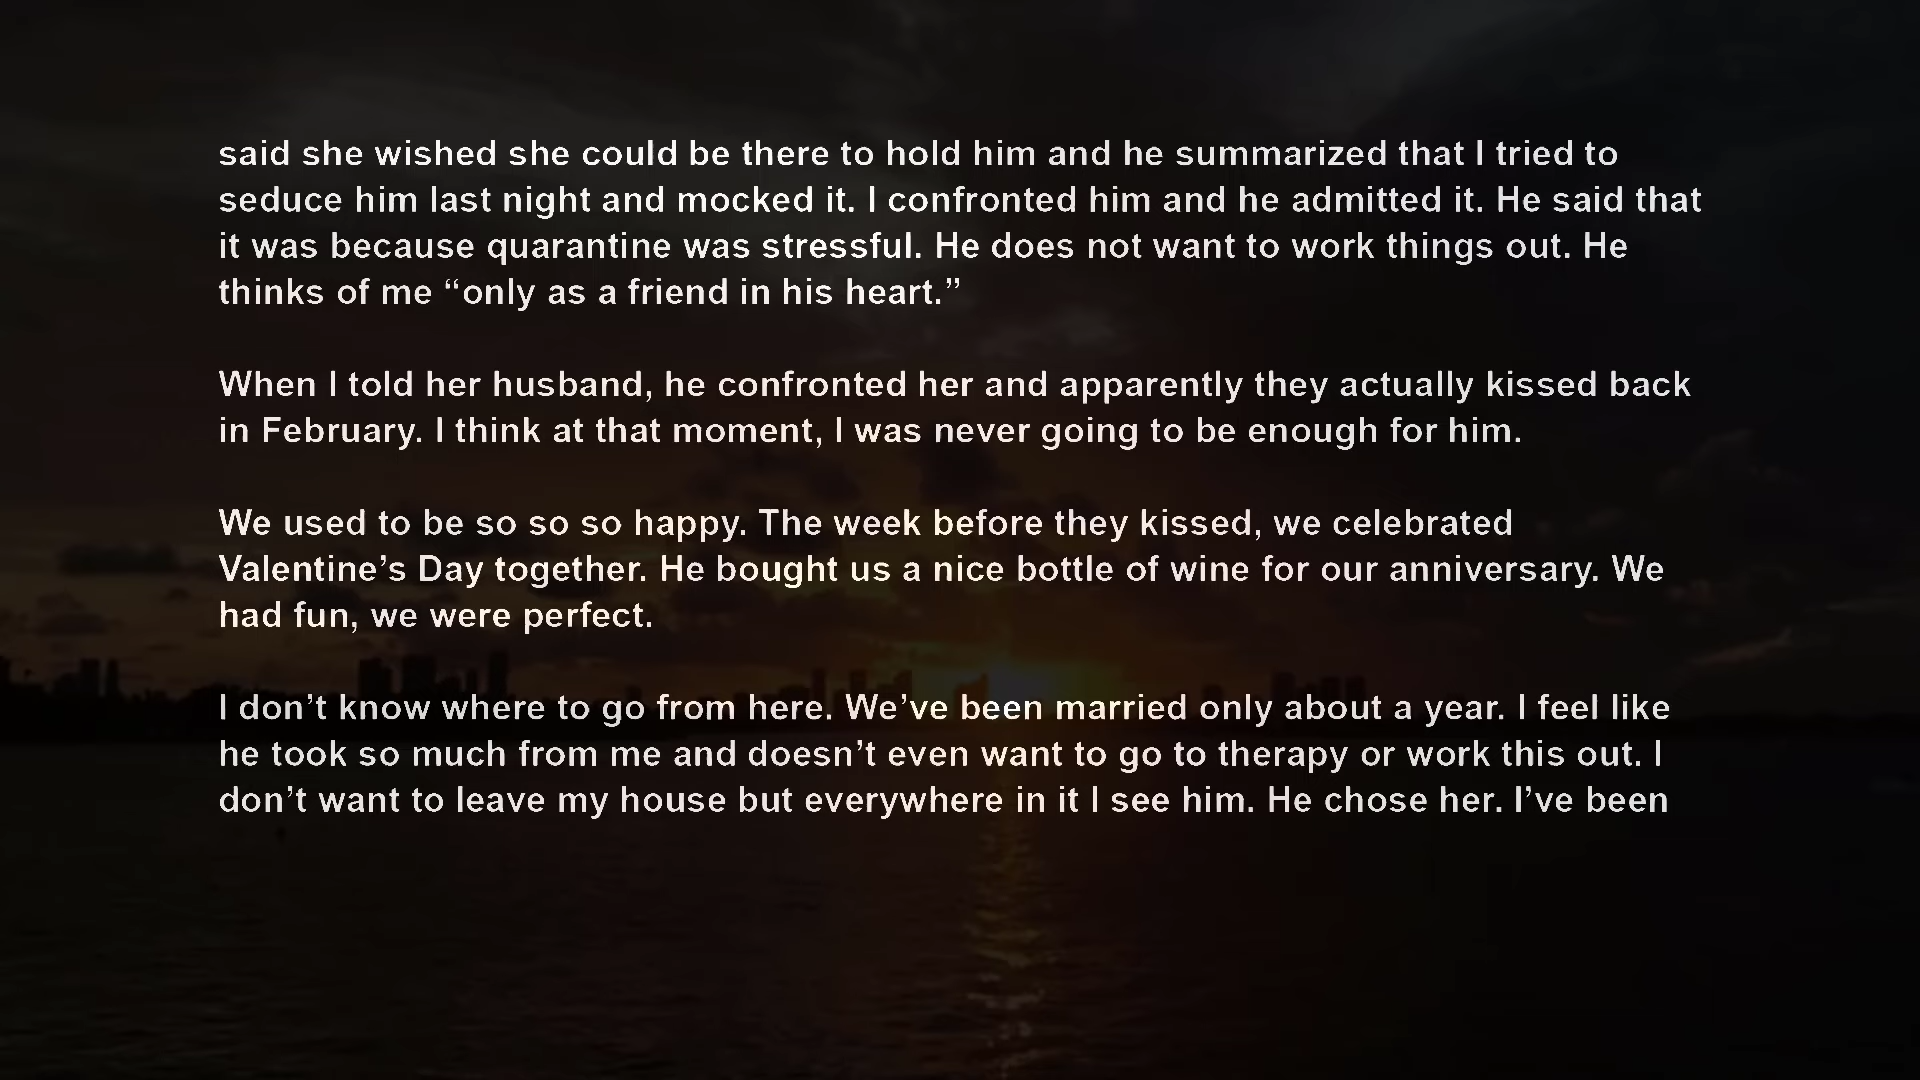 said she wished she could be there to hold him and he summarized that I tried to
seduce him last night and mocked it. I confronted him and he admitted it. He said that
it was because quarantine was stressful. He does not want to work things out. He
thinks of me “only as a friend in his heart.”
When I told her husband, he confronted her and apparently they actually kissed back
in February. I think at that moment, I was never going to be enough for him.
We used to be so so so happy. The week before they kissed, we celebrated
Valentine’s Day together. He bought us a nice bottle of wine for our anniversary. We
had fun, we were perfect.
I don’t know where to go from here. We’ve been married only about a year. I feel like
he took so much from me and doesn’t even want to go to therapy or work this out. I
don’t want to leave my house but everywhere in it I see him. He chose her. I’ve been